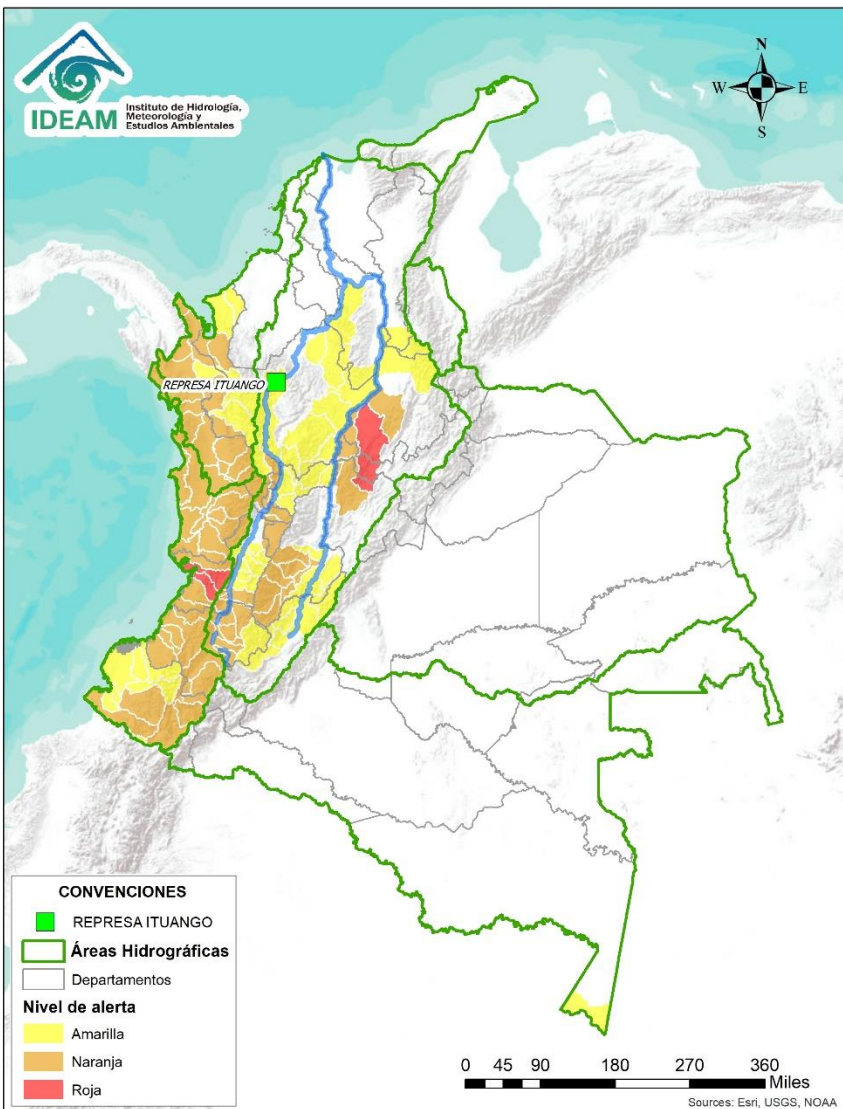 IDEAM
Instituto de Hidrología,
Meteorología y
Estudios Ambientales
N
W
E
S
REPRESA ITUANGO
CONVENCIONES
REPRESA ITUANGO
Áreas Hidrográficas
Departamentos
Nivel de alerta
Amarilla
Naranja
Roja
0 45 90 180 270 360
Miles
Sources: Esri, USGS, NOAA